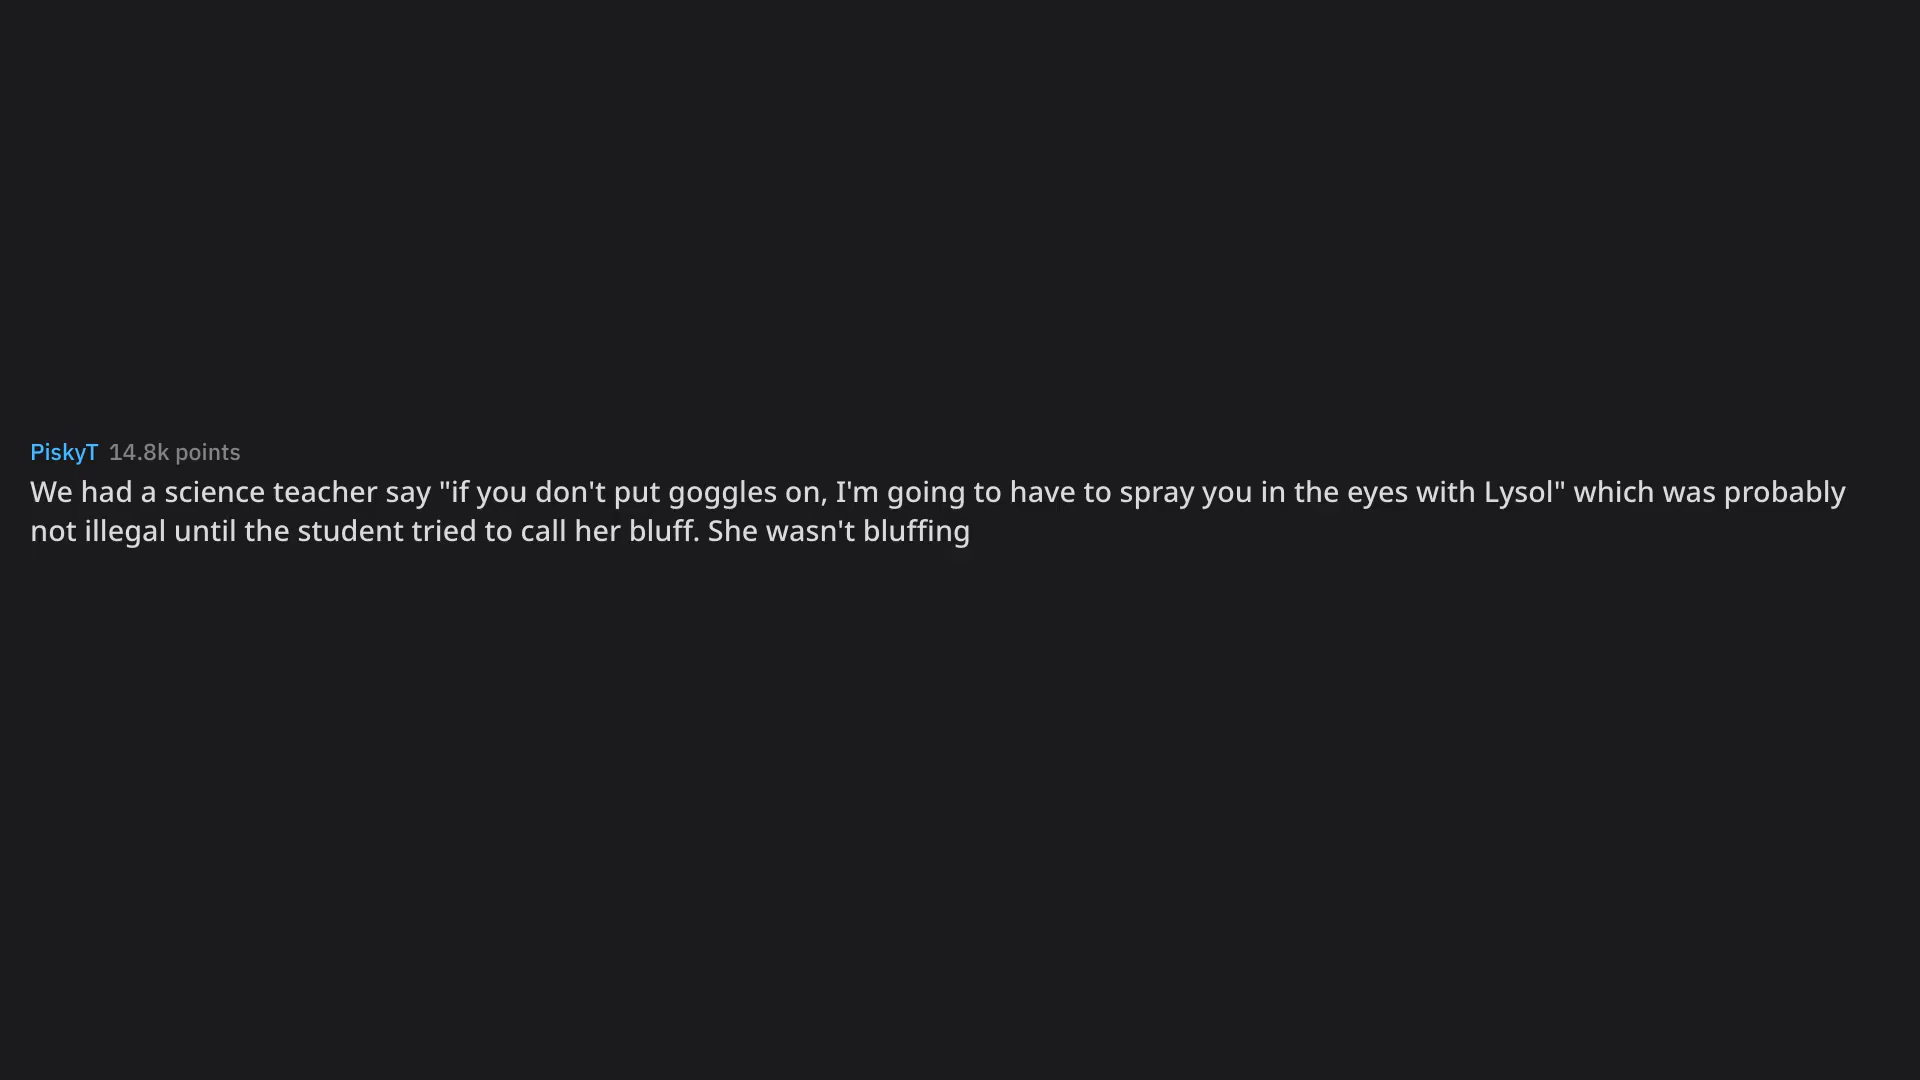 PiskyT 14.8k points
We had a science teacher say "if you don't put goggles on, I'm going to have to spray you in the eyes with Lysol" which was probably
not illegal until the student tried to call her bluff. She wasn't bluffing